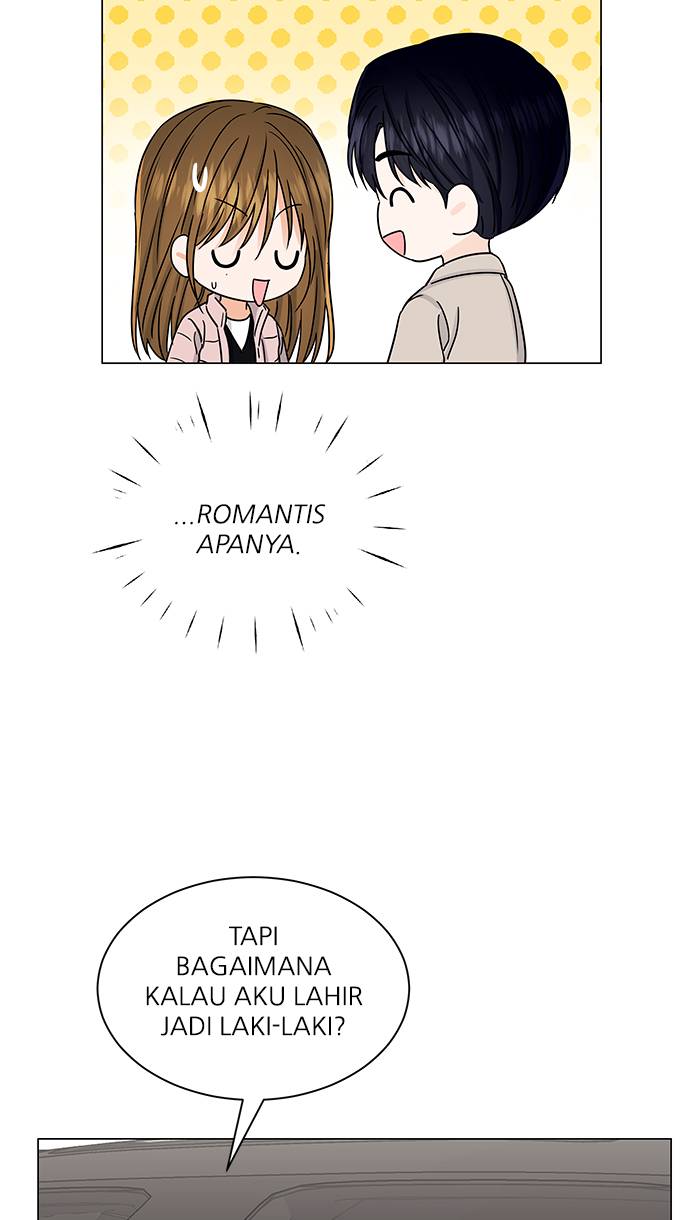 ...ROMANTIS
APANYA.
TAPI
BAGAIMANA
KALAU AKU LAHIR
JADI LAKI-LAKI?